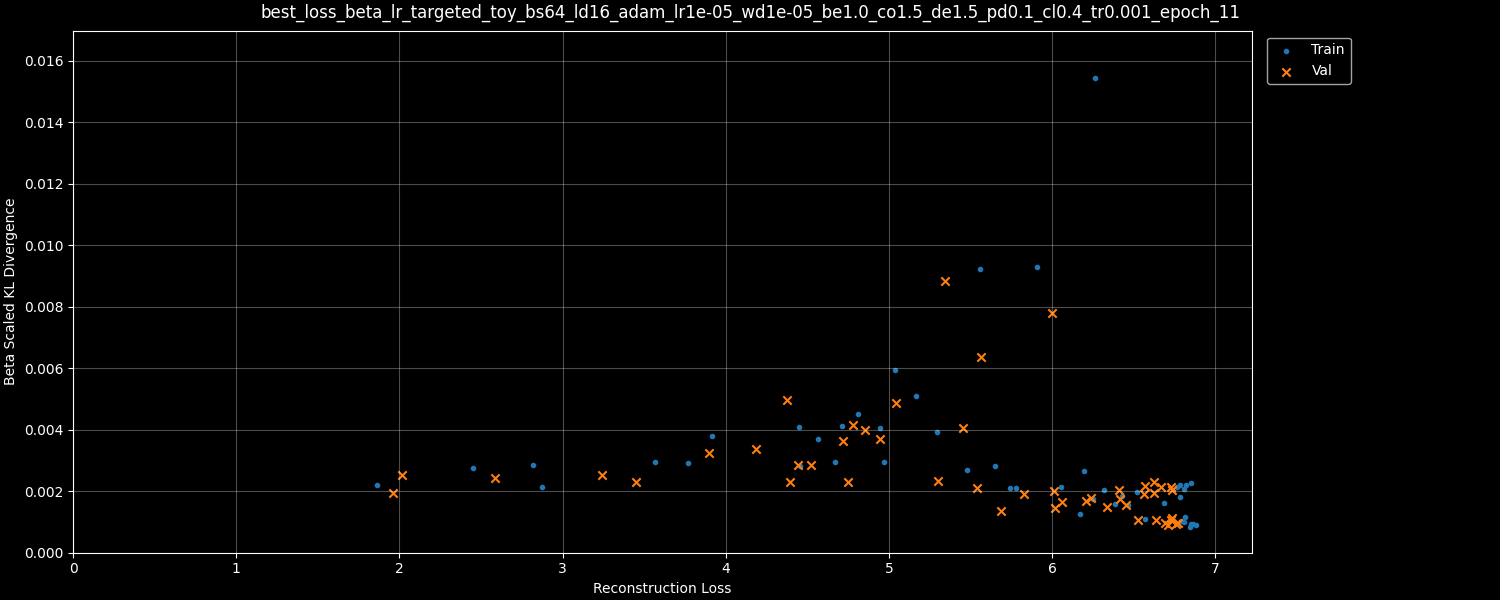 best_loss_beta_lr_targeted_toy_bs64_ld16_adam_lr1e-05_wd1e-05_be1.0_co1.5_de1.5_pd0.1_cl0.4_tr0.001_epoch_11
Train
Val
0.016
0.014
0.012
0.010
0.008
0.006
0.004
0.002
0.000
Beta Scaled KL Divergence
0 1 2 3 4 5 6 7
Reconstruction Loss